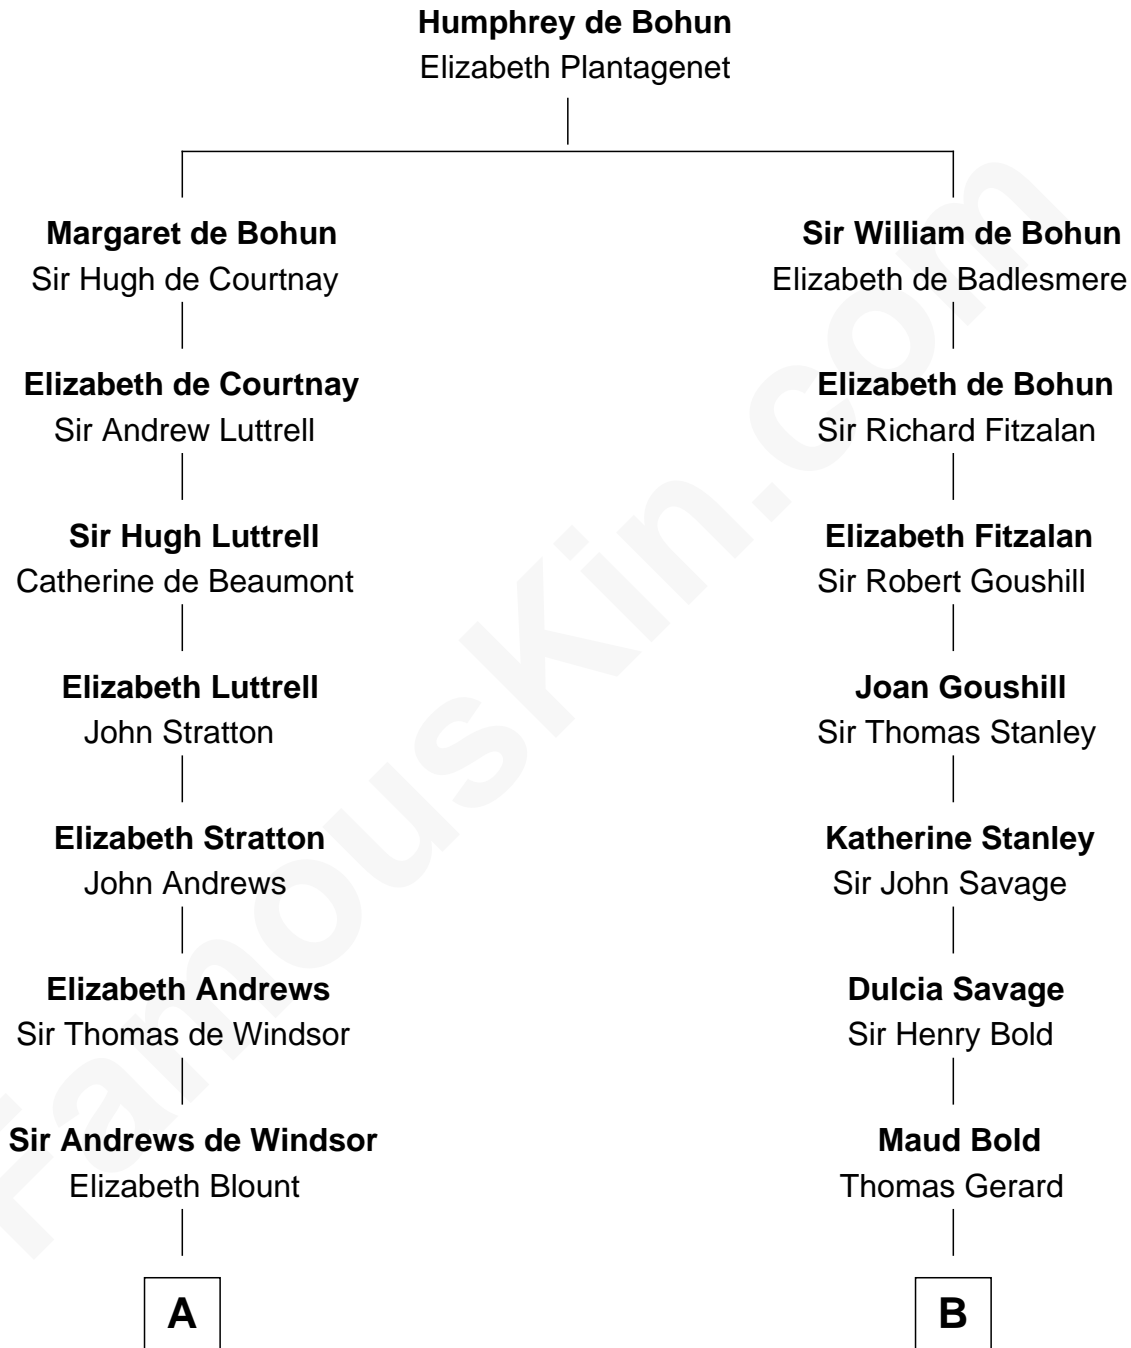 Humphrey de Bohun
Elizabeth Plantagenet
Margaret de Bohun
Sir Hugh de Courtnay
Sir William de Bohun
Elizabeth de Badlesmere
Elizabeth de Courtnay
Sir Andrew Luttrell
Elizabeth de Bohun
Sir Richard Fitzalan
Sir Hugh Luttrell
Catherine de Beaumont
Elizabeth Fitzalan
Sir Robert Goushill
Elizabeth Luttrell
John Stratton
Joan Goushill
Sir Thomas Stanley
Elizabeth Stratton
John Andrews
Katherine Stanley
Sir John Savage
Elizabeth Andrews
Sir Thomas de Windsor
Dulcia Savage
Sir Henry Bold
Sir Andrews de Windsor
Elizabeth Blount
Maud Bold
Thomas Gerard
A
B
FamousKin.com